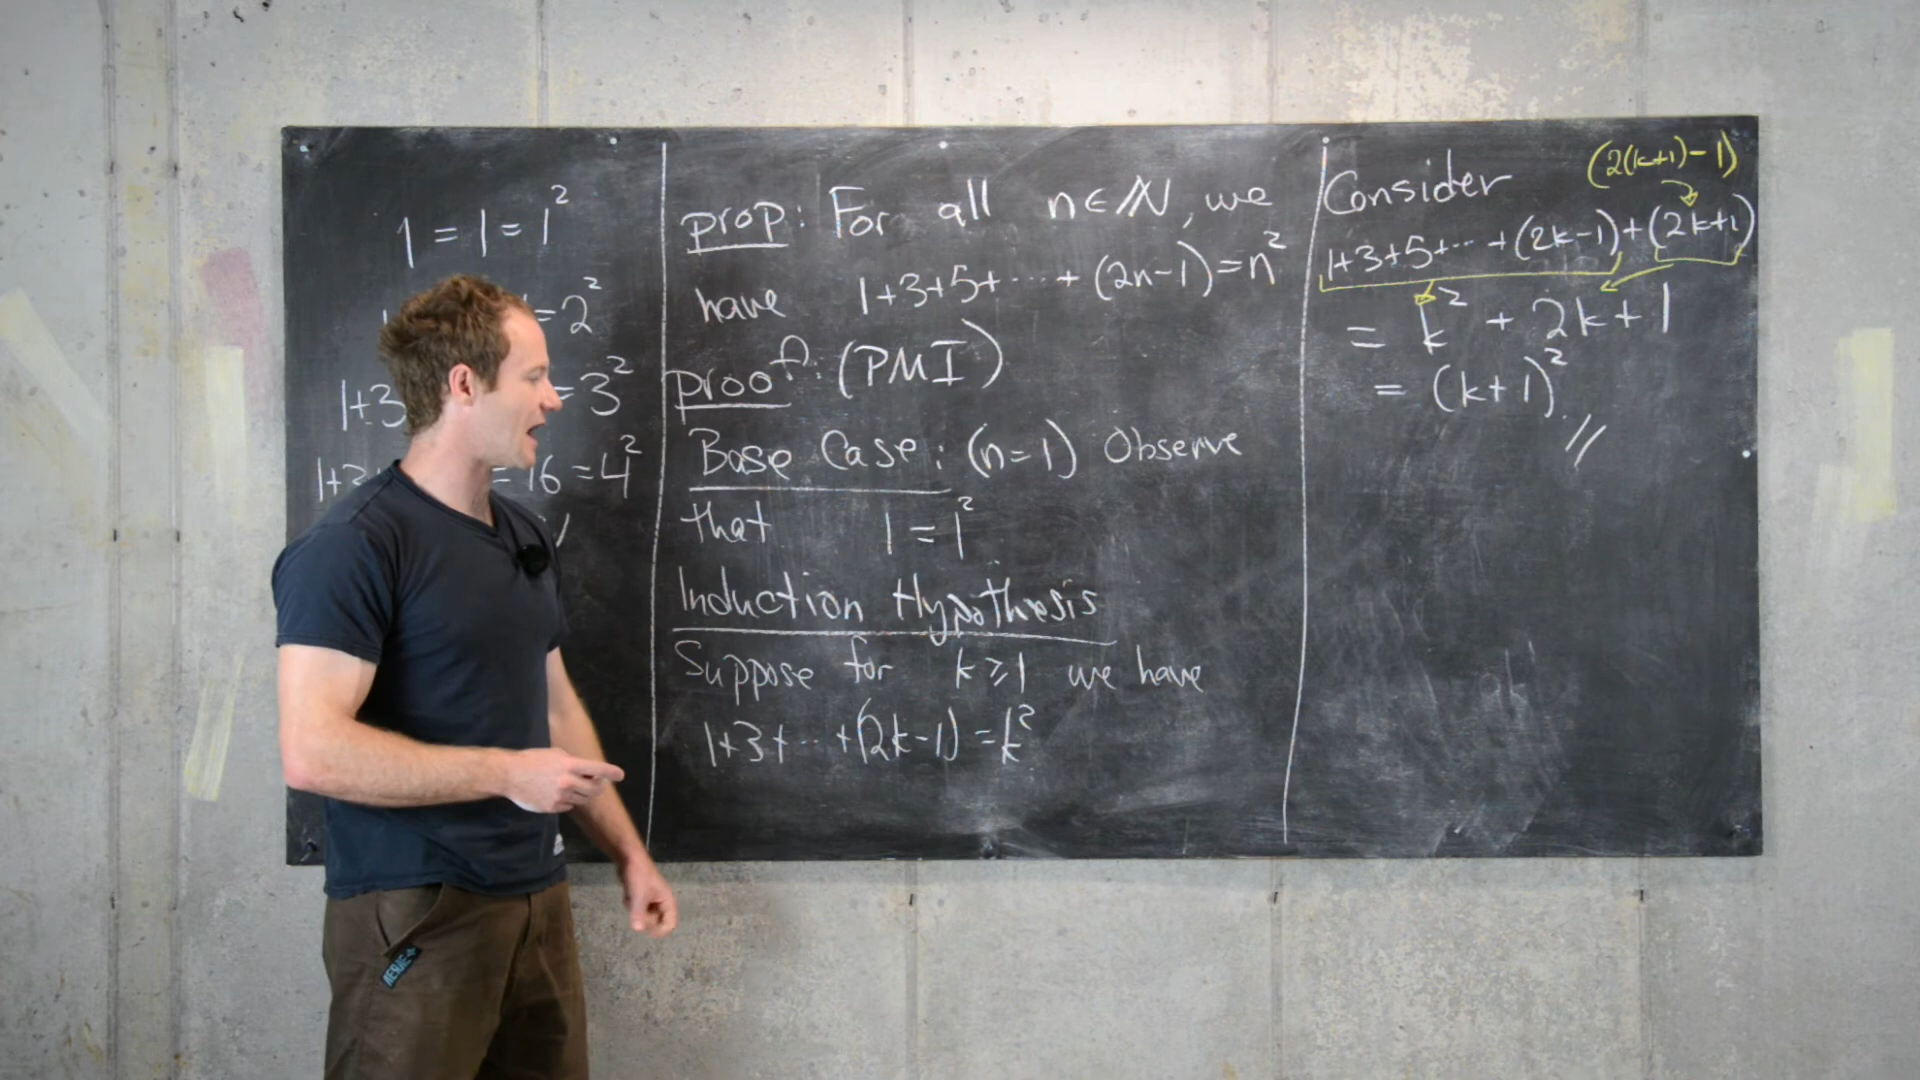 1 = 1 = 1²
= 2²
1+3 = 3²
1+3 = 16 = 4²
prop: For all n∈ℕ, we
have 1+3+5+⋯+(2n-1)=n²
proof: (PMI)
Base Case: (n=1) Observe
that 1 = 1²
Induction Hypothesis
Suppose for k≥1 we have
1+3+⋯+(2k-1)=k²
(2(k+1)-1)
Consider
1+3+5+⋯+(2k-1)+(2k+1)
= k² + 2k+1
= (k+1)². //